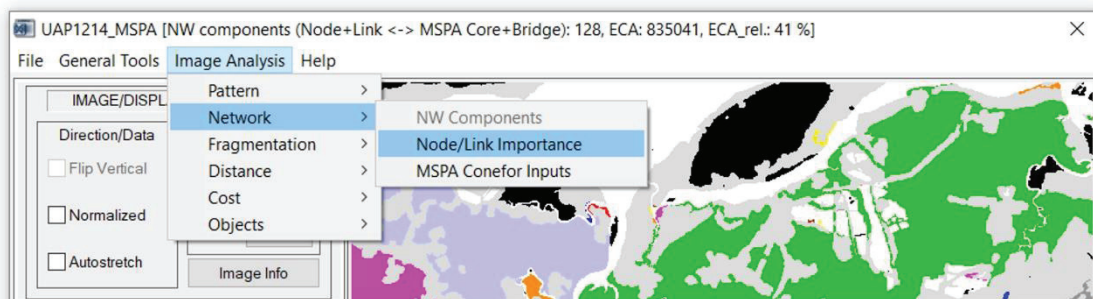 UAP1214_MSPA [NW components (Node+Link <-> MSPA Core+Bridge): 128, ECA: 835041, ECA_rel.: 41 %]
File General Tools Image Analysis Help
IMAGE/DISPL
Pattern
Network
Fragmentation
Distance
Cost
Objects
NW Components
Node/Link Importance
MSPA Conefor Inputs
Direction/Data
Flip Vertical
Normalized
Autostretch
Image Info